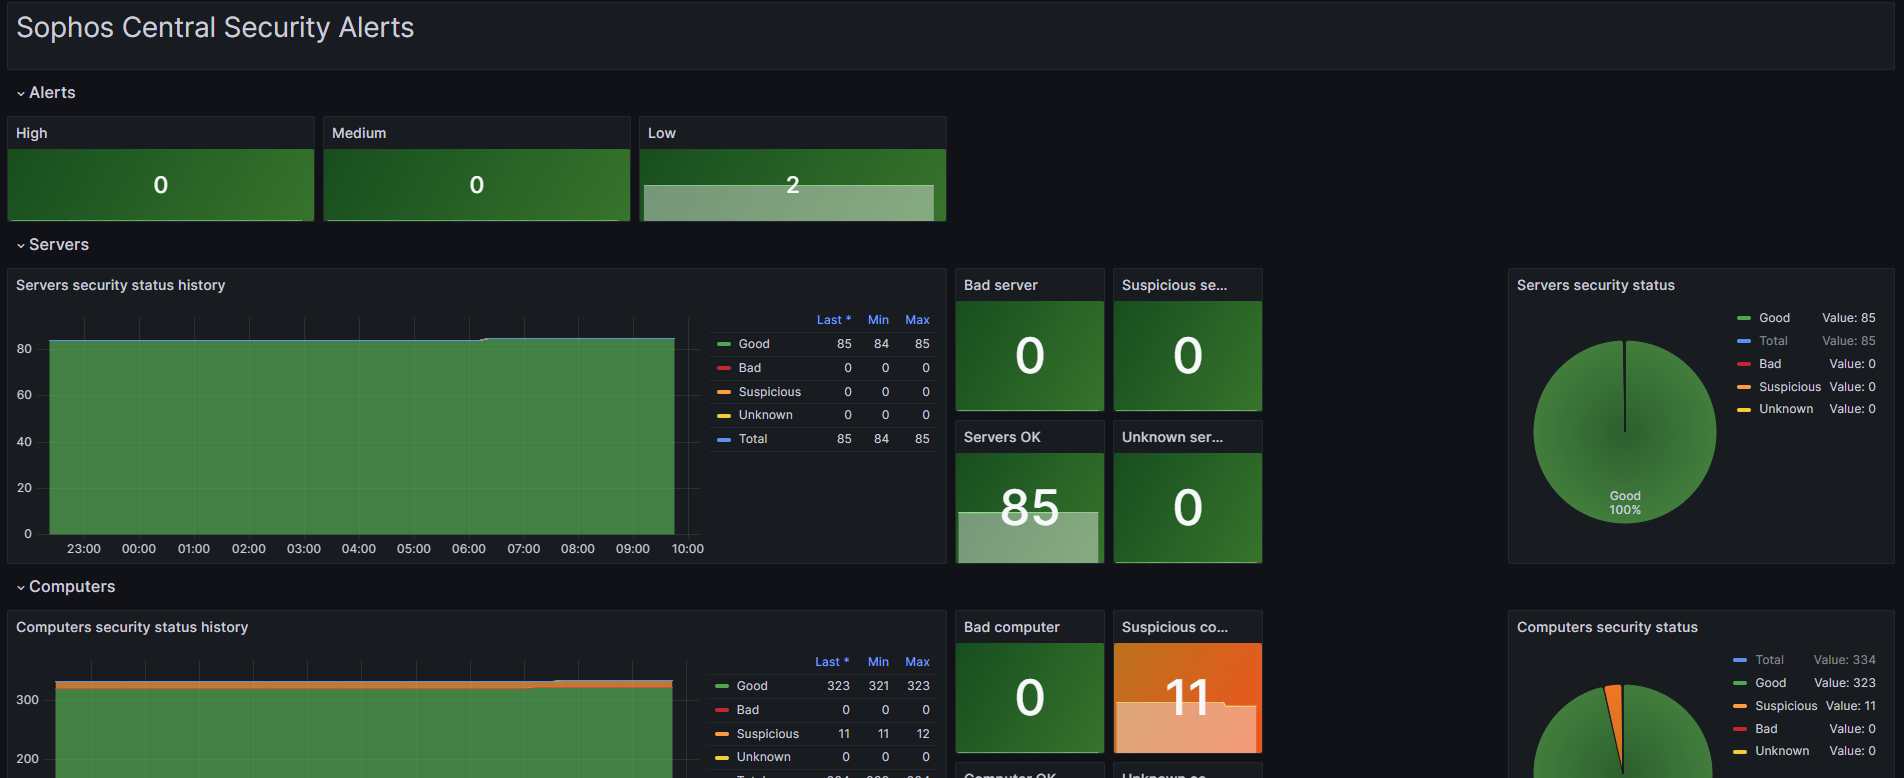 Sophos Central Security Alerts
Alerts
High
Medium
Low
0
0
2
Servers
Servers security status history
Last * Min Max
Good 85 84 85
Bad 0 0 0
Suspicious 0 0 0
Unknown 0 0 0
Total 85 84 85
80
60
40
20
0
23:00 00:00 01:00 02:00 03:00 04:00 05:00 06:00 07:00 08:00 09:00 10:00
Bad server
0
Suspicious se...
0
Servers OK
85
Unknown ser...
0
Servers security status
Good Value: 85
Total Value: 85
Bad Value: 0
Suspicious Value: 0
Unknown Value: 0
Good
100%
Computers
Computers security status history
Last * Min Max
Good 323 321 323
Bad 0 0 0
Suspicious 11 11 12
Unknown 0 0 0
300
200
Bad computer
0
Suspicious co...
11
Computers security status
Total Value: 334
Good Value: 323
Suspicious Value: 11
Bad Value: 0
Unknown Value: 0